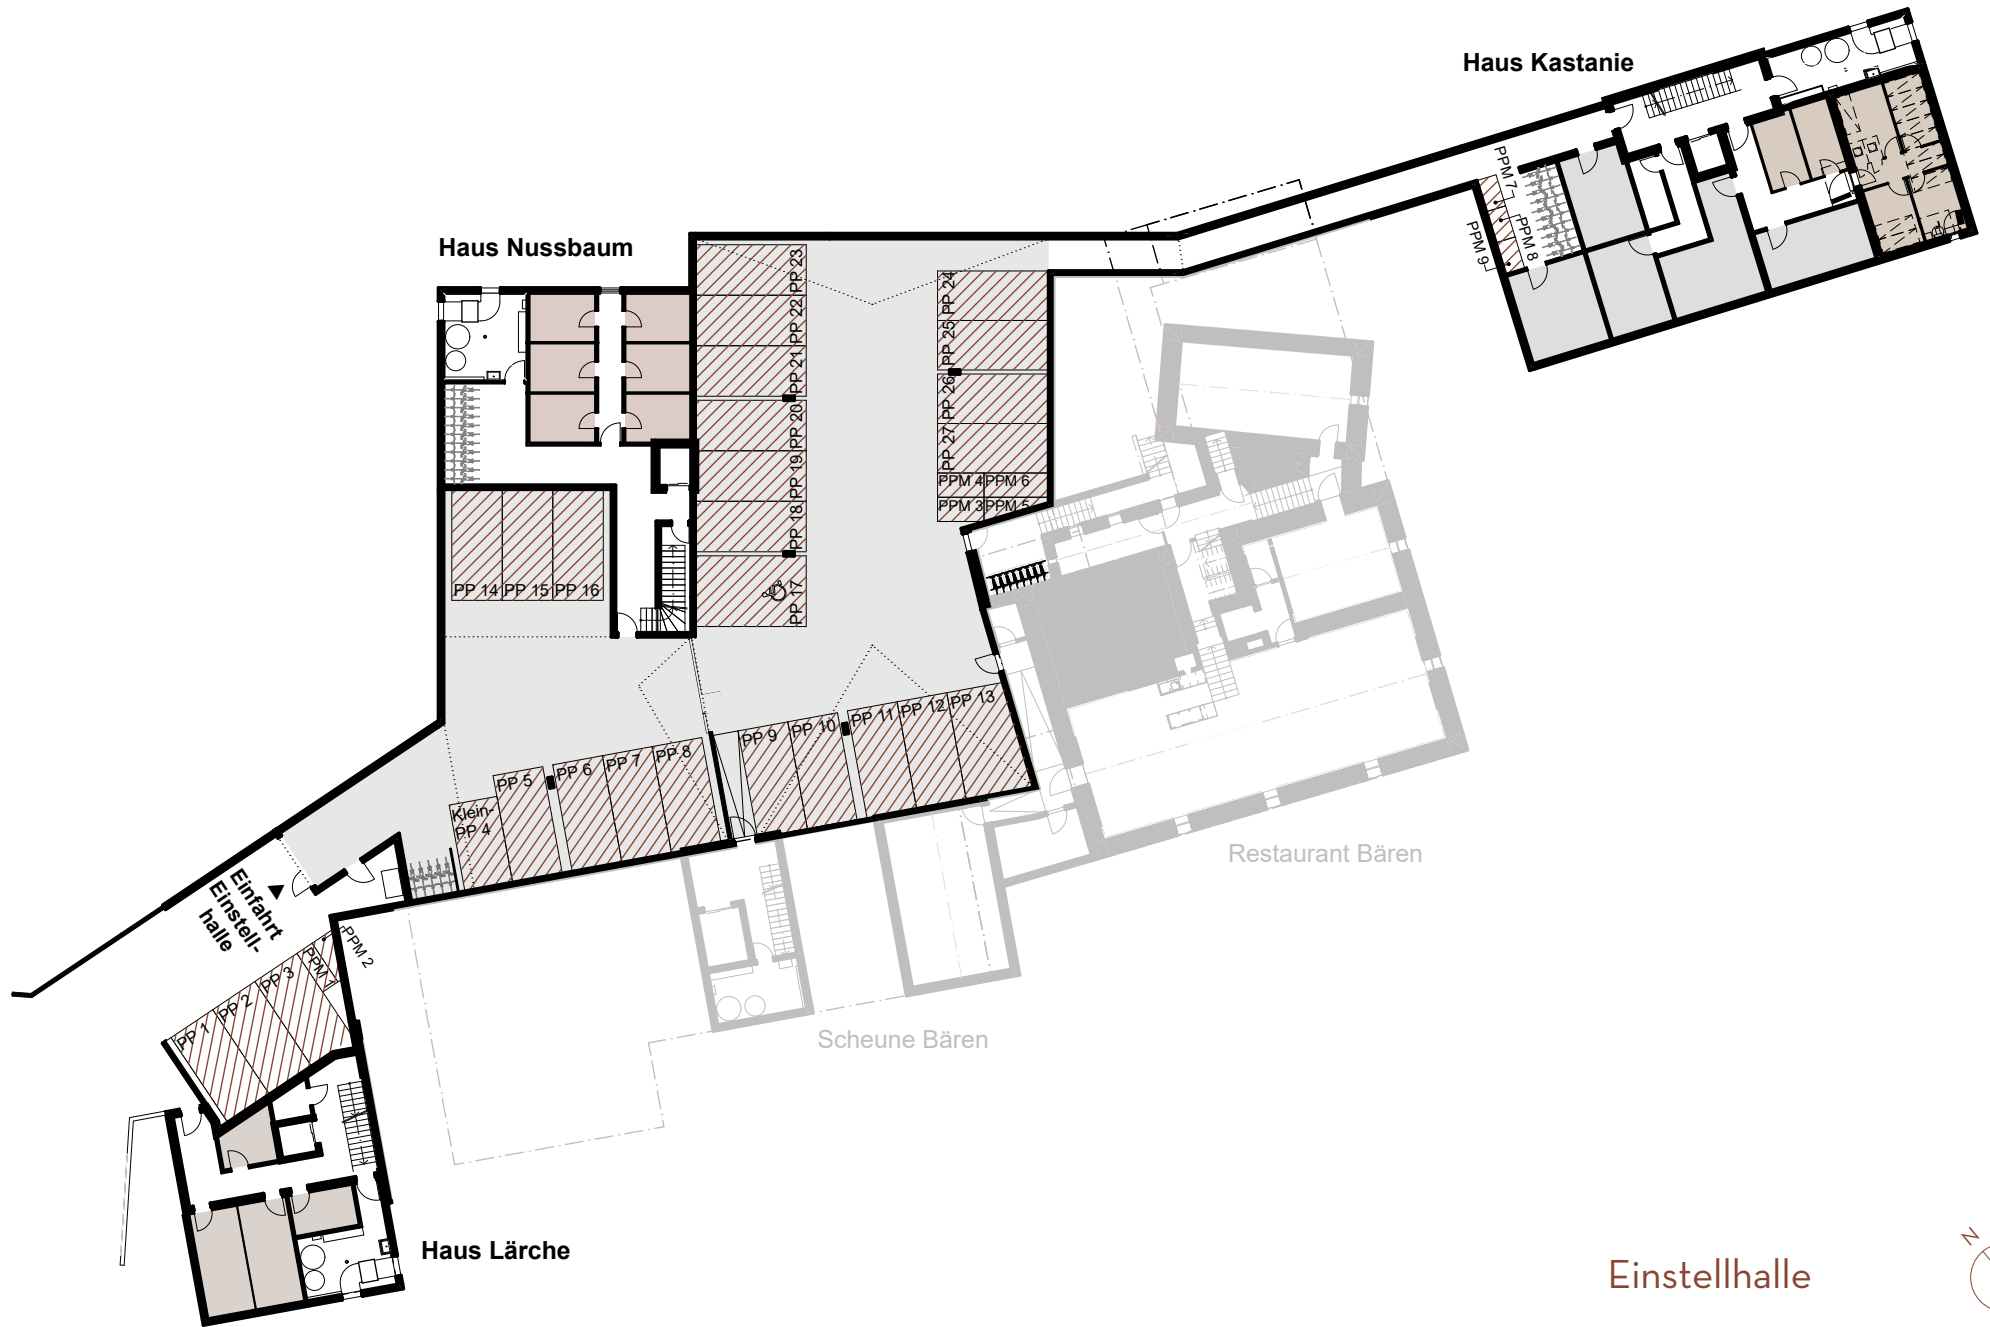 Haus Kastanie
PPM 7
PPM 8
PPM 9
Haus Nussbaum
PP 23
PP 22
PP 21
PP 20
PP 19
PP 18
PP 17
PP 24
PP 25
PP 26
PP 27
PPM 4 PPM 6
PPM 3 PPM 5
PP 14 PP 15 PP 16
PP 13
PP 12
PP 11
PP 10
PP 9
PP 8
PP 7
PP 6
PP 5
Klein-
PP 4
Einfahrt
Einstell-
halle
PPM 2
PPM 1
PP 3
PP 2
PP 1
Restaurant Bären
Scheune Bären
Haus Lärche
Einstellhalle
N